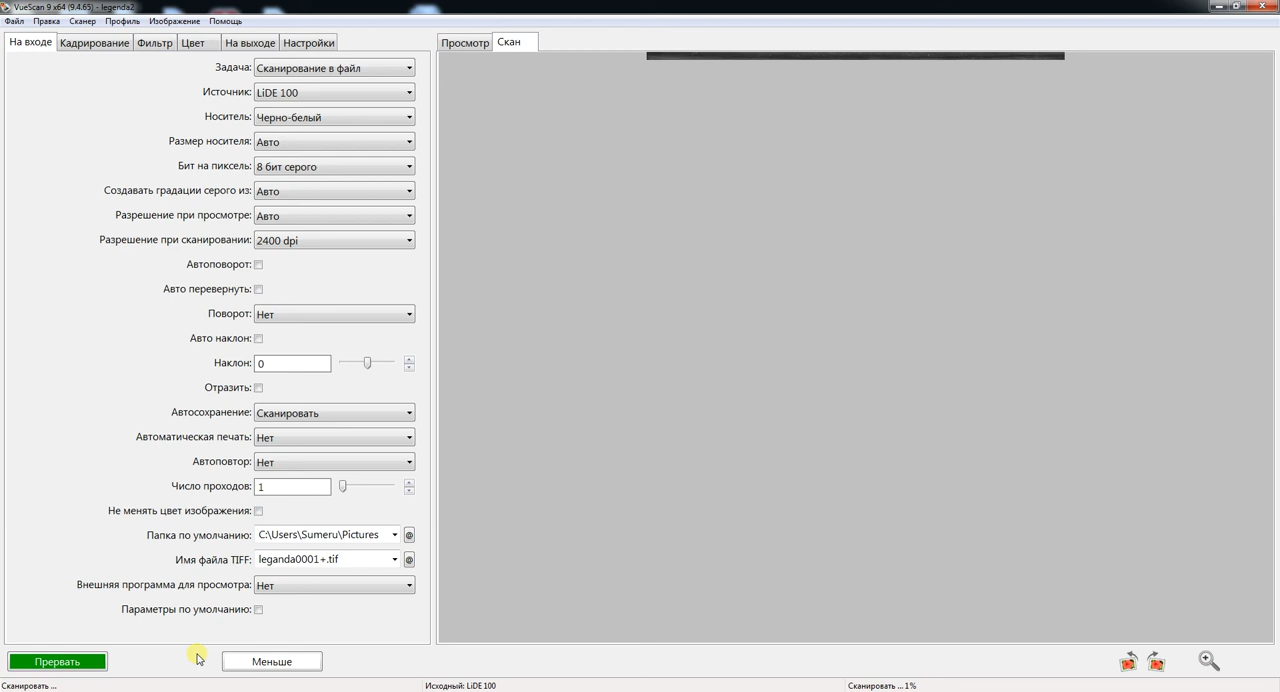 VueScan 9 x64 (9.4.65) - legenda2
Файл Правка Сканер Профиль Изображение Помощь
На входе Кадрирование Фильтр Цвет На выходе Настройки Просмотр Скан
Задача: Сканирование в файл
Источник: LiDE 100
Носитель: Черно-белый
Размер носителя: Авто
Бит на пиксель: 8 бит серого
Создавать градации серого из: Авто
Разрешение при просмотре: Авто
Разрешение при сканировании: 2400 dpi
Автоповорот:
Авто перевернуть:
Поворот: Нет
Авто наклон:
Наклон: 0
Отразить:
Автосохранение: Сканировать
Автоматическая печать: Нет
Автоповтор: Нет
Число проходов: 1
Не менять цвет изображения:
Папка по умолчанию: C:\Users\Sumeru\Pictures @
Имя файла TIFF: leganda0001+.tif @
Внешняя программа для просмотра: Нет
Параметры по умолчанию:
Прервать Меньше
Сканировать ... Исходный: LiDE 100 Сканировать ... 1%